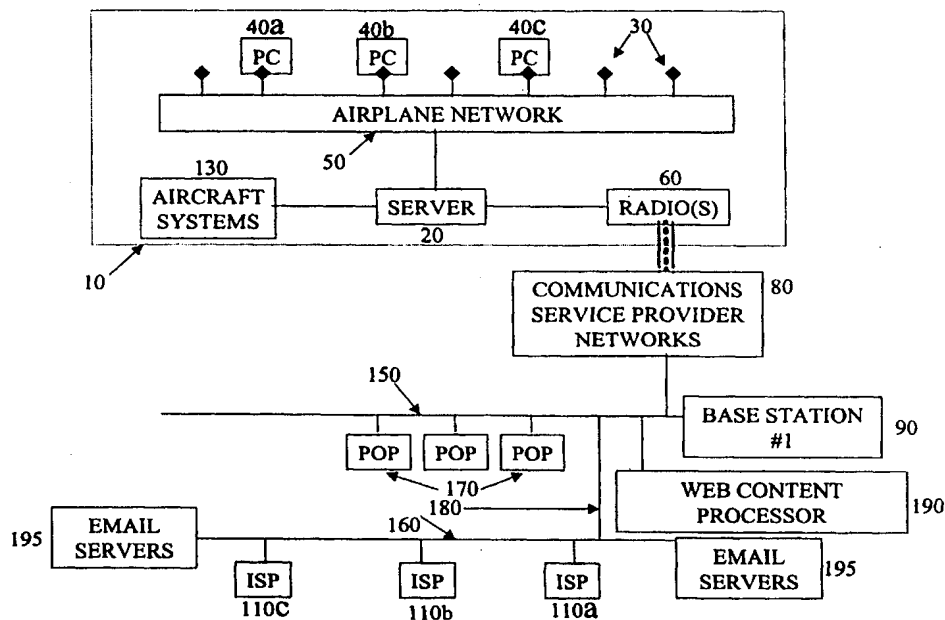 40a 40b 40c 30
PC PC PC
AIRPLANE NETWORK
50
130 60
AIRCRAFT
SYSTEMS
SERVER
RADIO(S)
20
10
COMMUNICATIONS
SERVICE PROVIDER
NETWORKS
80
150
BASE STATION
#1
90
POP POP POP
170
180
WEB CONTENT
PROCESSOR
190
160
195
EMAIL
SERVERS
EMAIL
SERVERS
195
ISP ISP ISP
110c 110b 110a